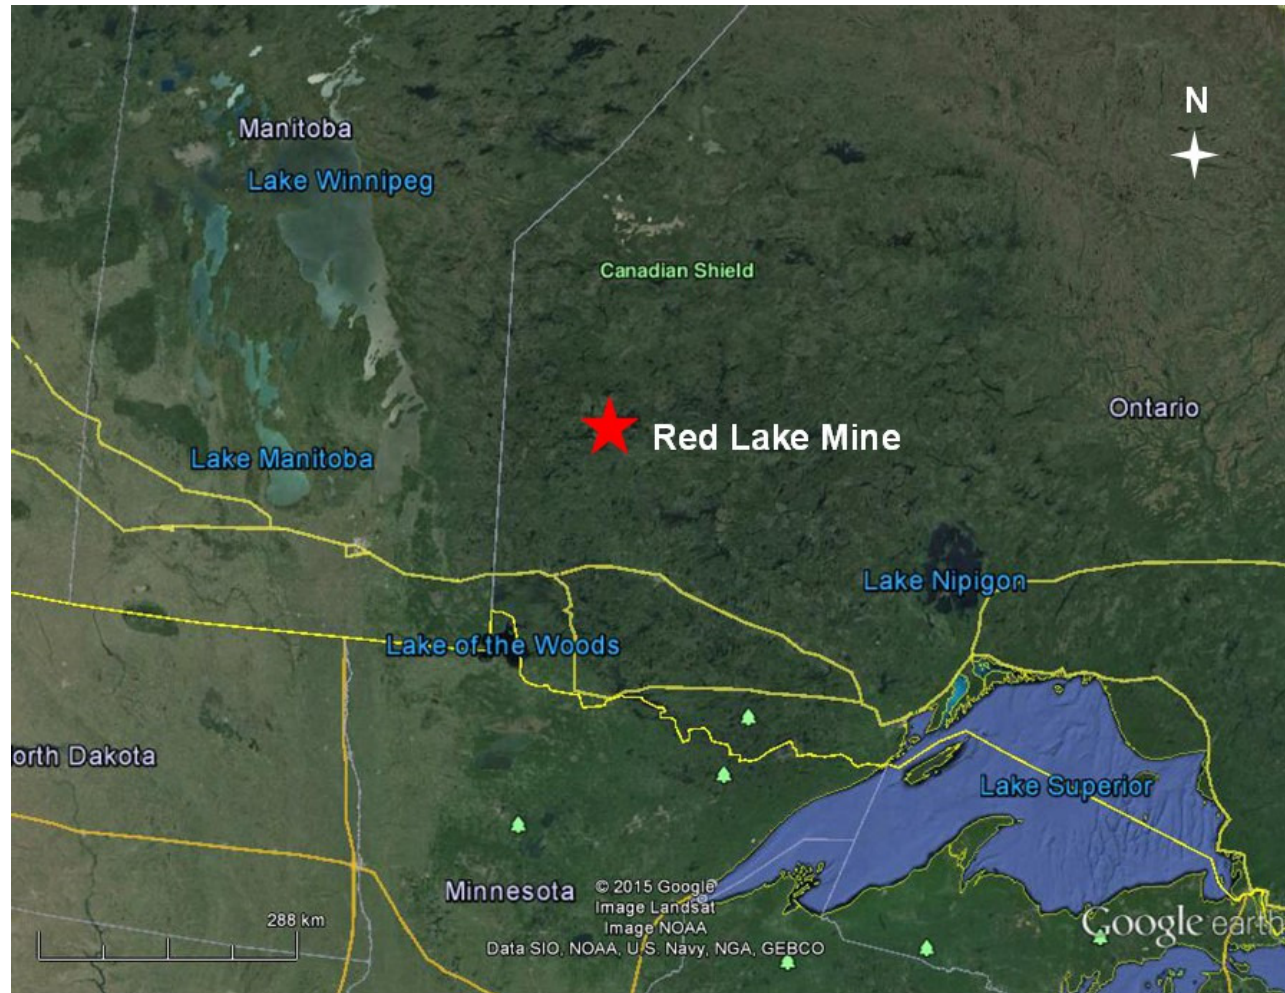 N
Manitoba
Lake Winnipeg
Canadian Shield
Ontario
Red Lake Mine
Lake Manitoba
Lake Nipigon
Lake of the Woods
orth Dakota
Lake Superior
Minnesota
© 2015 Google
Image Landsat
Image NOAA
Data SIO, NOAA, U.S. Navy, NGA, GEBCO
288 km
Google earth